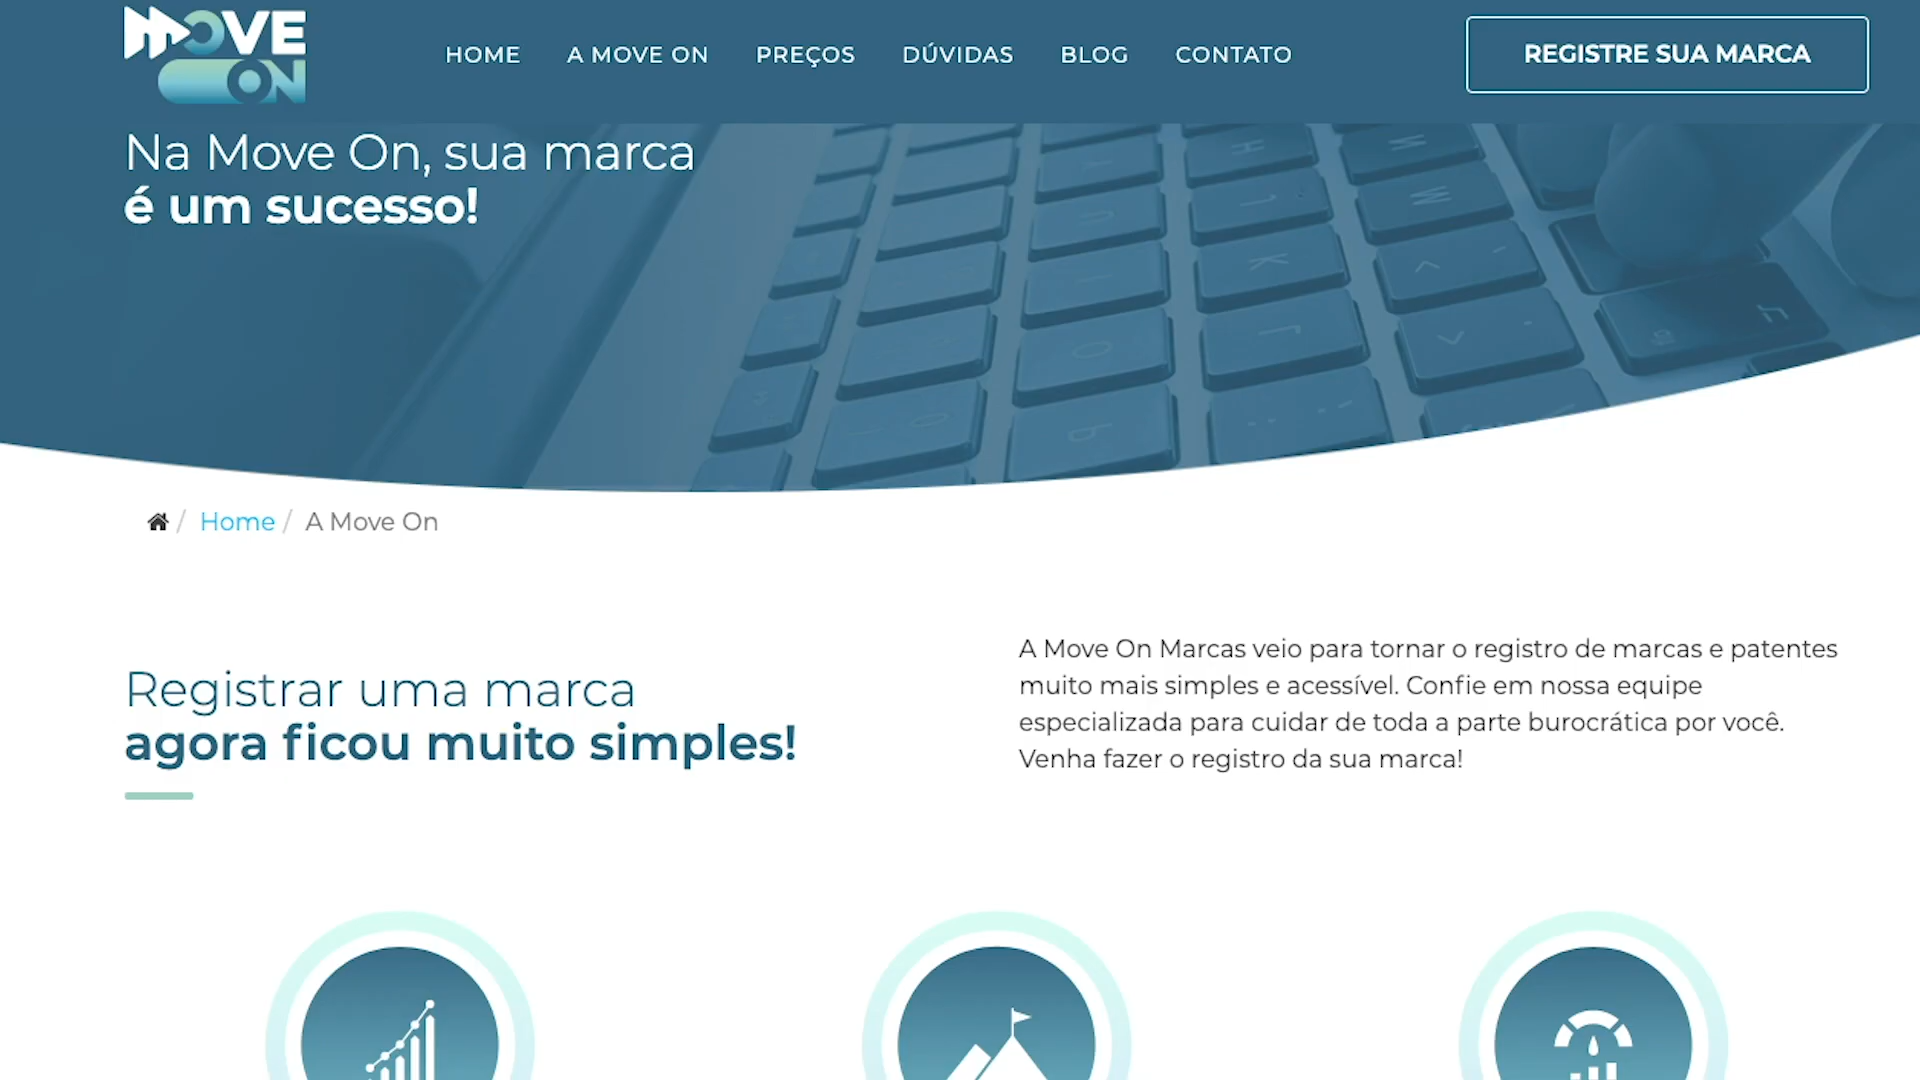 MOVE ON
HOME
A MOVE ON
PREÇOS
DÚVIDAS
BLOG
CONTATO
REGISTRE SUA MARCA
Na Move On, sua marca
é um sucesso!
/ Home / A Move On
Registrar uma marca
agora ficou muito simples!
A Move On Marcas veio para tornar o registro de marcas e patentes
muito mais simples e acessível. Confie em nossa equipe
especializada para cuidar de toda a parte burocrática por você.
Venha fazer o registro da sua marca!